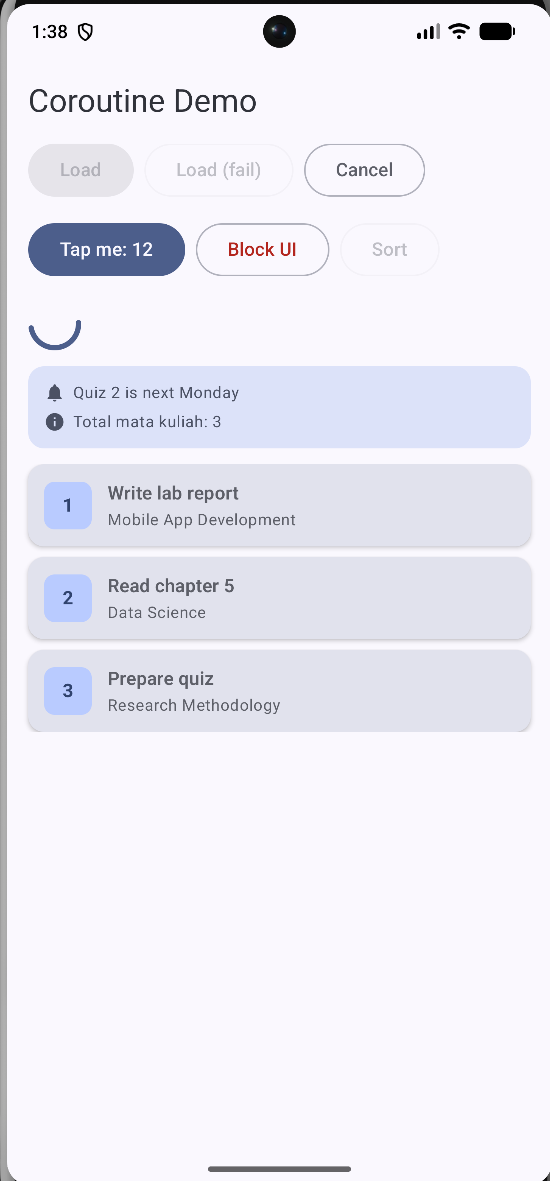 1:38
Coroutine Demo
Load Load (fail) Cancel
Tap me: 12 Block UI Sort
Quiz 2 is next Monday
Total mata kuliah: 3
1 Write lab report
Mobile App Development
2 Read chapter 5
Data Science
3 Prepare quiz
Research Methodology